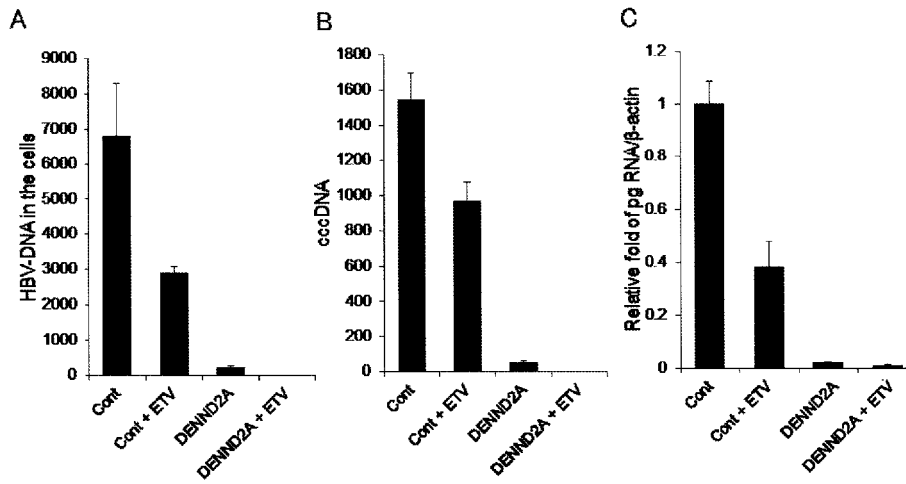 A
HBV-DNA in the cells
9000
8000
7000
6000
5000
4000
3000
2000
1000
0
Cont
Cont + ETV
DENND2A
DENND2A + ETV
B
cccDNA
1800
1600
1400
1200
1000
800
600
400
200
0
Cont
Cont + ETV
DENND2A
DENND2A + ETV
C
Relative fold of pg RNA/β-actin
1.2
1
0.8
0.6
0.4
0.2
0
Cont
Cont + ETV
DENND2A
DENND2A + ETV